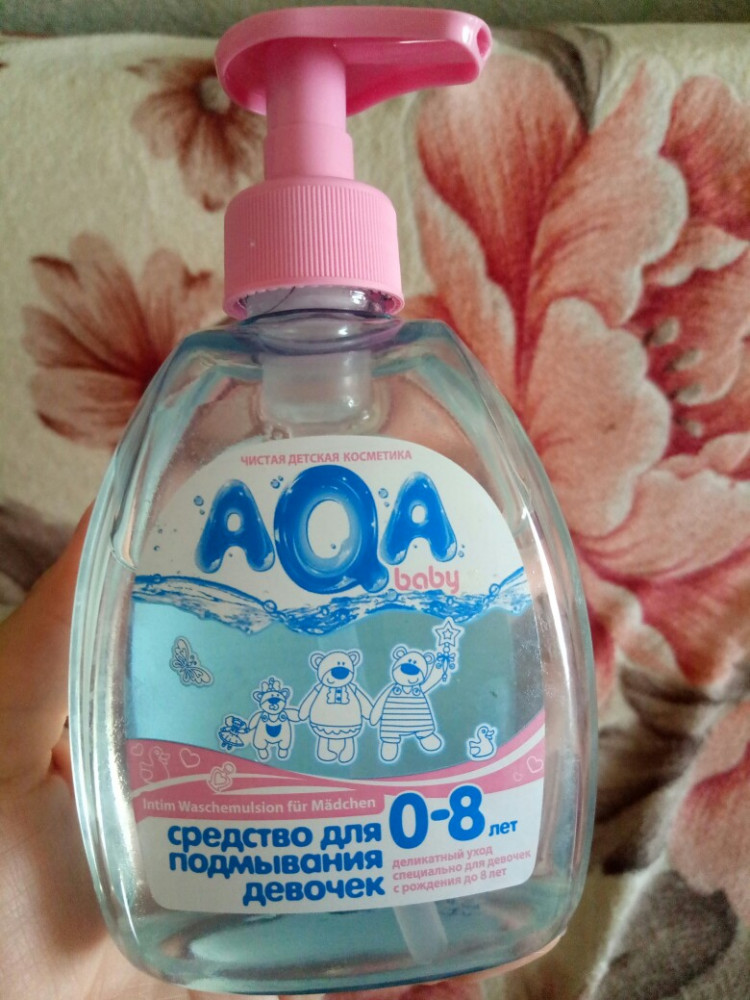 ЧИСТАЯ ДЕТСКАЯ КОСМЕТИКА
AQA
baby
Intim Waschemulsion für Mädchen
средство для
подмывания
девочек
0-8 лет
деликатный уход
специально для девочек
с рождения до 8 лет